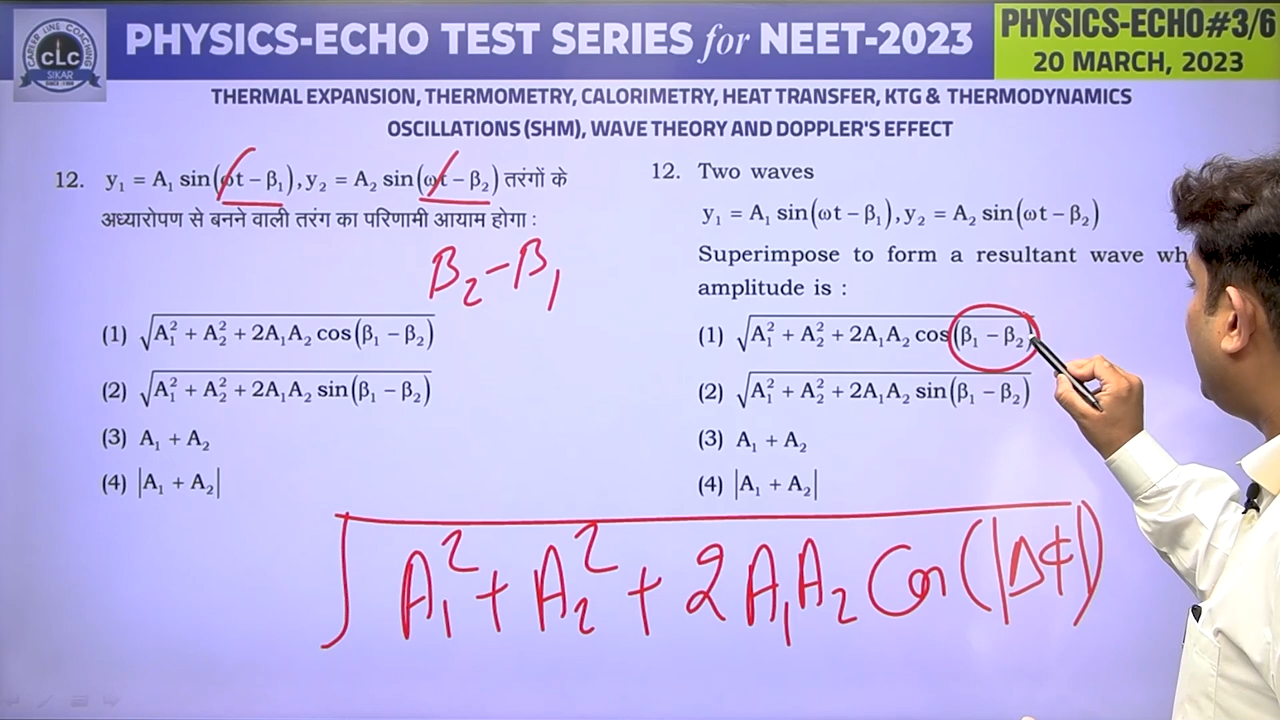 CAREER LINE COACHING
CLC
SIKAR
SINCE : 1996
PHYSICS-ECHO TEST SERIES for NEET-2023
PHYSICS-ECHO#3/6
20 MARCH, 2023
THERMAL EXPANSION, THERMOMETRY, CALORIMETRY, HEAT TRANSFER, KTG & THERMODYNAMICS
OSCILLATIONS (SHM), WAVE THEORY AND DOPPLER'S EFFECT
12. y₁ = A₁ sin(ωt − β₁), y₂ = A₂ sin(ωt − β₂) तरंगों के
अध्यारोपण से बनने वाली तरंग का परिणामी आयाम होगा :
β₂ − β₁
(1) √(A₁² + A₂² + 2A₁A₂ cos(β₁ − β₂))
(2) √(A₁² + A₂² + 2A₁A₂ sin(β₁ − β₂))
(3) A₁ + A₂
(4) |A₁ + A₂|
12. Two waves
y₁ = A₁ sin(ωt − β₁), y₂ = A₂ sin(ωt − β₂)
Superimpose to form a resultant wave wh
amplitude is :
(1) √(A₁² + A₂² + 2A₁A₂ cos(β₁ − β₂))
(2) √(A₁² + A₂² + 2A₁A₂ sin(β₁ − β₂))
(3) A₁ + A₂
(4) |A₁ + A₂|
√(A₁² + A₂² + 2A₁A₂ Cos(|Δϕ|))